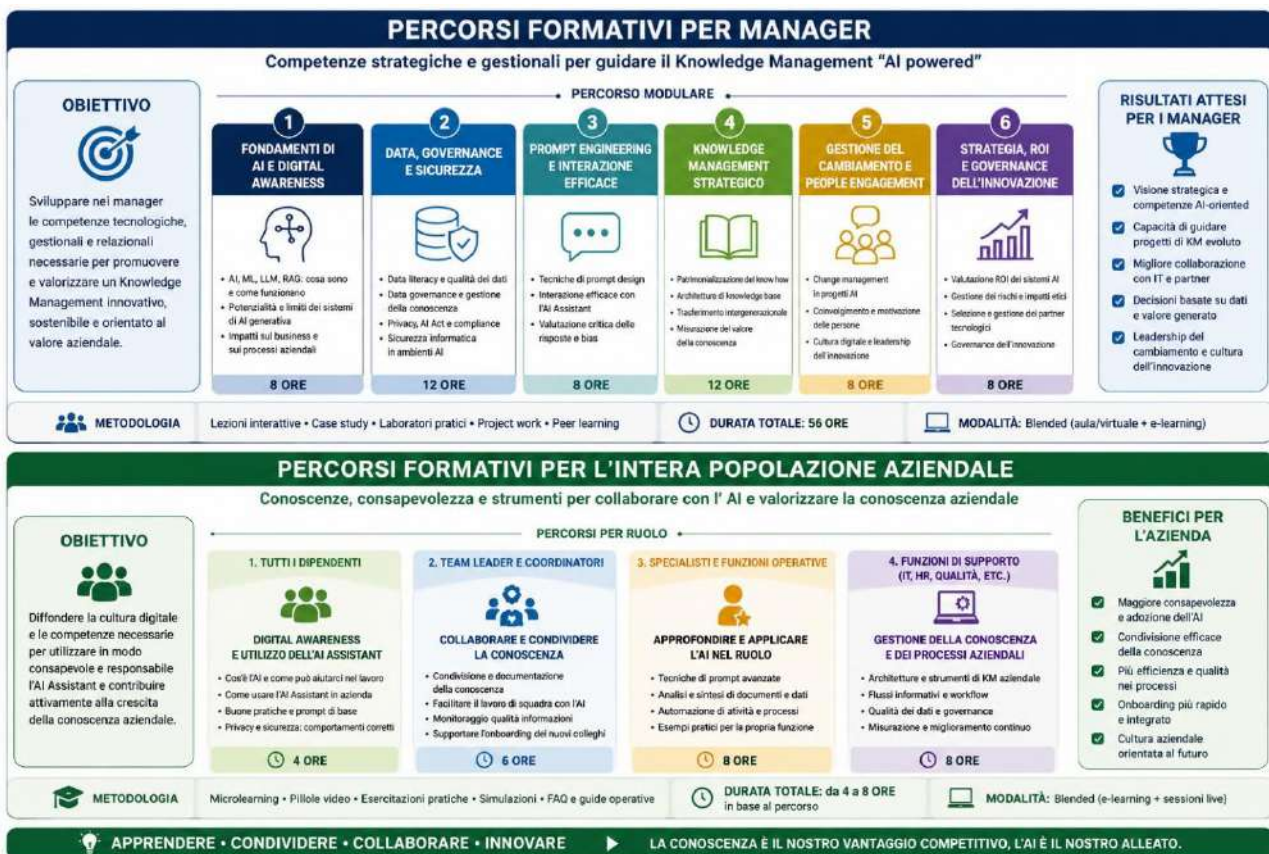 PERCORSI FORMATIVI PER MANAGER
Competenze strategiche e gestionali per guidare il Knowledge Management "AI powered"
OBIETTIVO
Sviluppare nei manager
le competenze tecnologiche,
gestionali e relazionali
necessarie per promuovere
e valorizzare un Knowledge
Management innovativo,
sostenibile e orientato al
valore aziendale.
• PERCORSO MODULARE •
1
FONDAMENTI DI
AI E DIGITAL
AWARENESS
• AI, ML, LLM, RAG: cosa sono
e come funzionano
• Potenzialità e limiti dei sistemi
di AI generativa
• Impatti sul business e
sui processi aziendali
8 ORE
2
DATA, GOVERNANCE
E SICUREZZA
• Data literacy e qualità dei dati
• Data governance e gestione
della conoscenza
• Privacy, AI Act e compliance
• Sicurezza informatica
in ambienti AI
12 ORE
3
PROMPT ENGINEERING
E INTERAZIONE
EFFICACE
• Tecniche di prompt design
• Interazione efficace con
l'AI Assistant
• Valutazione critica delle
risposte e bias
8 ORE
4
KNOWLEDGE
MANAGEMENT
STRATEGICO
• Patrimonializzazione del know how
• Architetture di knowledge base
• Trasferimento intergenerazionale
• Misurazione del valore
della conoscenza
12 ORE
5
GESTIONE DEL
CAMBIAMENTO E
PEOPLE ENGAGEMENT
• Change management
in progetti AI
• Coinvolgimento e motivazione
delle persone
• Cultura digitale e leadership
dell'innovazione
8 ORE
6
STRATEGIA, ROI
E GOVERNANCE
DELL'INNOVAZIONE
• Valutazione ROI dei sistemi AI
• Gestione dei rischi e impatti etici
• Selezione e gestione dei partner
tecnologici
• Governance dell'innovazione
8 ORE
RISULTATI ATTESI
PER I MANAGER
Visione strategica e
competenze AI-oriented
Capacità di guidare
progetti di KM evoluto
Migliore collaborazione
con IT e partner
Decisioni basate su dati
e valore generato
Leadership del
cambiamento e cultura
dell'innovazione
METODOLOGIA
Lezioni interattive • Case study • Laboratori pratici • Project work • Peer learning
DURATA TOTALE: 56 ORE
MODALITÀ: Blended (aula/virtuale + e-learning)
PERCORSI FORMATIVI PER L'INTERA POPOLAZIONE AZIENDALE
Conoscenze, consapevolezza e strumenti per collaborare con l' AI e valorizzare la conoscenza aziendale
OBIETTIVO
Diffondere la cultura digitale
e le competenze necessarie
per utilizzare in modo
consapevole e responsabile
l'AI Assistant e contribuire
attivamente alla crescita
della conoscenza aziendale.
PERCORSI PER RUOLO
1. TUTTI I DIPENDENTI
DIGITAL AWARENESS
E UTILIZZO DELL'AI ASSISTANT
• Cos'è l'AI e come può aiutarci nel lavoro
• Come usare l'AI Assistant in azienda
• Buone pratiche e prompt di base
• Privacy e sicurezza: comportamenti corretti
4 ORE
2. TEAM LEADER E COORDINATORI
COLLABORARE E CONDIVIDERE
LA CONOSCENZA
• Condivisione e documentazione
della conoscenza
• Facilitare il lavoro di squadra con l'AI
• Monitoraggio qualità informazioni
• Supportare l'onboarding dei nuovi colleghi
6 ORE
3. SPECIALISTI E FUNZIONI OPERATIVE
APPROFONDIRE E APPLICARE
L'AI NEL RUOLO
• Tecniche di prompt avanzate
• Analisi e sintesi di documenti e dati
• Automazione di attività e processi
• Esempi pratici per la propria funzione
8 ORE
4. FUNZIONI DI SUPPORTO
(IT, HR, QUALITÀ, ETC.)
GESTIONE DELLA CONOSCENZA
E DEI PROCESSI AZIENDALI
• Architetture e strumenti di KM aziendale
• Flussi informativi e workflow
• Qualità dei dati e governance
• Misurazione e miglioramento continuo
8 ORE
BENEFICI PER
L'AZIENDA
Maggiore consapevolezza
e adozione dell'AI
Condivisione efficace
della conoscenza
Più efficienza e qualità
nei processi
Onboarding più rapido
e integrato
Cultura aziendale
orientata al futuro
METODOLOGIA
Microlearning • Pillole video • Esercitazioni pratiche • Simulazioni • FAQ e guide operative
DURATA TOTALE: da 4 a 8 ORE
in base al percorso
MODALITÀ: Blended (e-learning + sessioni live)
APPRENDERE • CONDIVIDERE • COLLABORARE • INNOVARE
LA CONOSCENZA È IL NOSTRO VANTAGGIO COMPETITIVO, L'AI È IL NOSTRO ALLEATO.